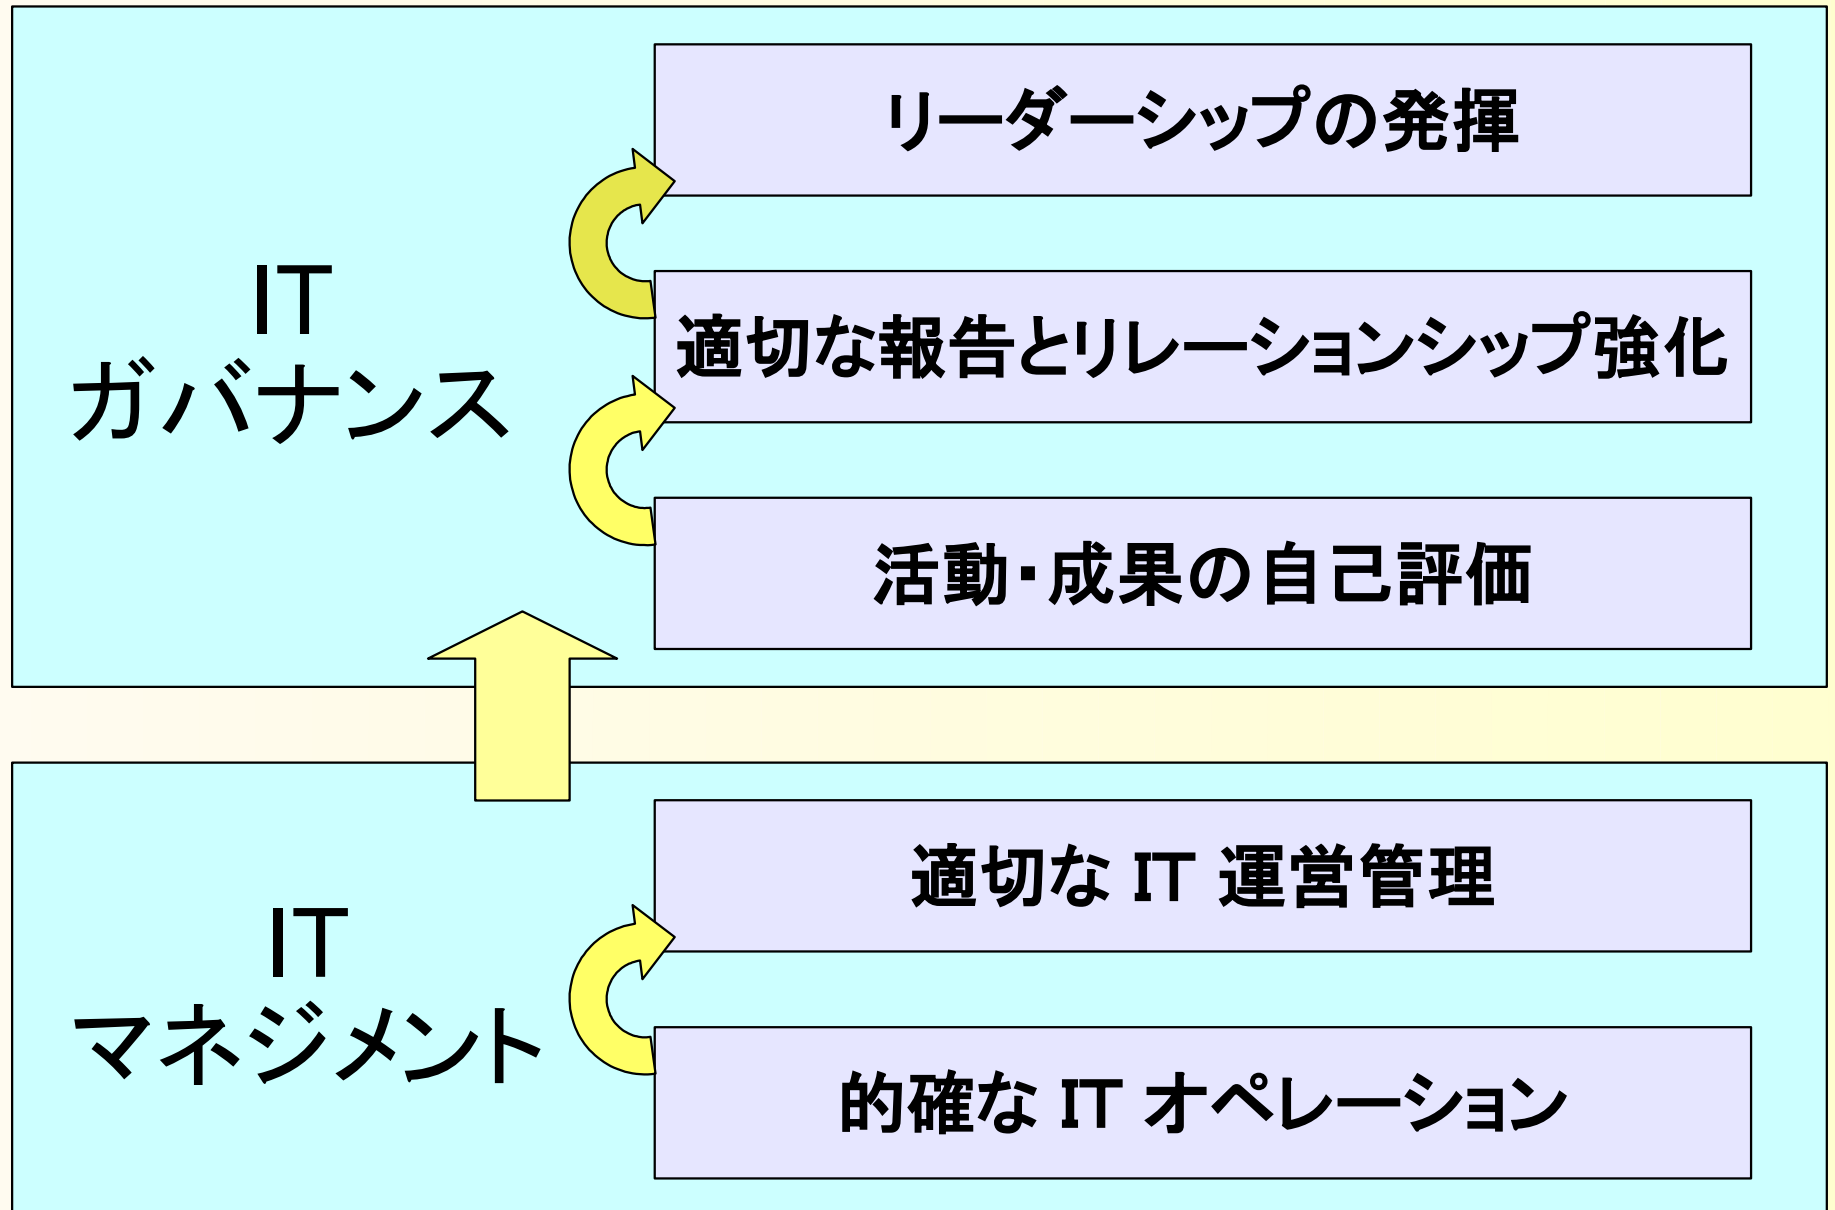 リーダーシップの発揮
IT
ガバナンス
適切な報告とリレーションシップ強化
活動・成果の自己評価
適切な IT 運営管理
IT
マネジメント
的確な IT オペレーション